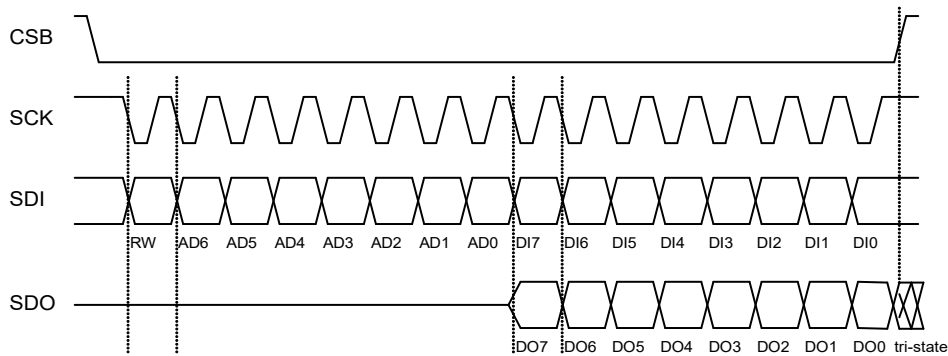 CSB
SCK
SDI
RW AD6 AD5 AD4 AD3 AD2 AD1 AD0 DI7 DI6 DI5 DI4 DI3 DI2 DI1 DI0
SDO
DO7 DO6 DO5 DO4 DO3 DO2 DO1 DO0 tri-state